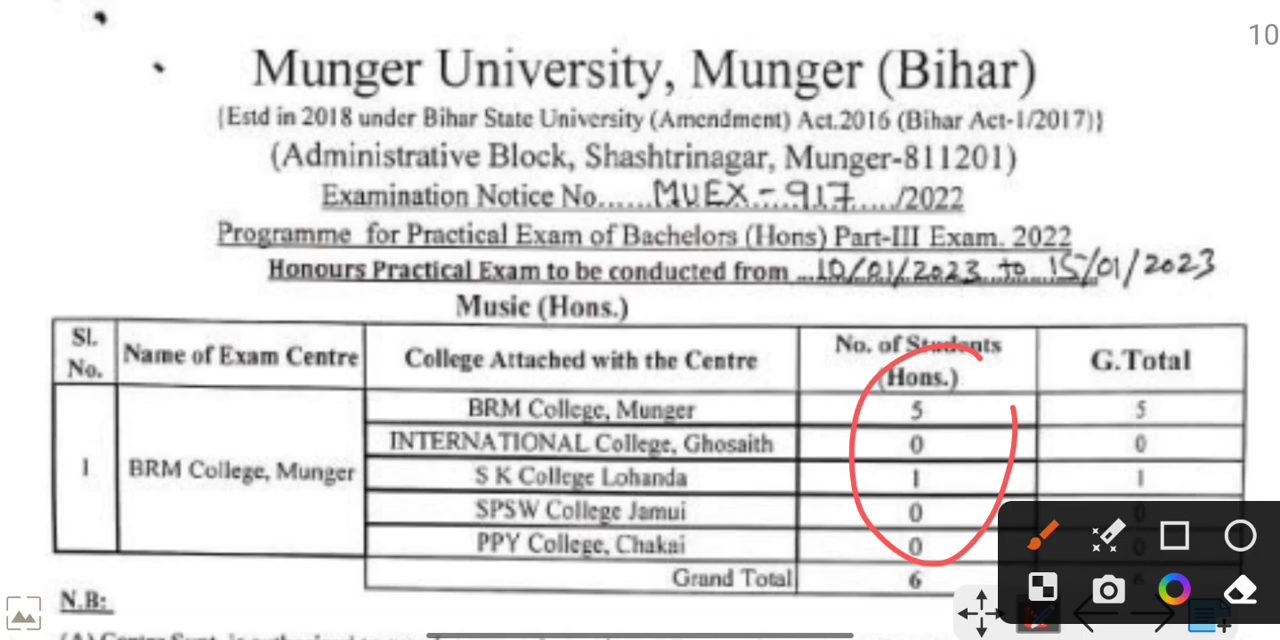 10
Munger University, Munger (Bihar)
{Estd in 2018 under Bihar State University (Amendment) Act.2016 (Bihar Act-1/2017)}
(Administrative Block, Shashtrinagar, Munger-811201)
Examination Notice No......MUEX-917..../2022
Programme for Practical Exam of Bachelors (Hons) Part-III Exam. 2022
Honours Practical Exam to be conducted from ...10/01/2023 to 15/01/2023
Music (Hons.)
Sl. No. Name of Exam Centre College Attached with the Centre No. of Students (Hons.) G.Total
1 BRM College, Munger BRM College, Munger 5 5
INTERNATIONAL College, Ghosaith 0 0
S K College Lohanda 1 1
SPSW College Jamui 0 0
PPY College, Chakai 0 0
Grand Total 6
N.B: